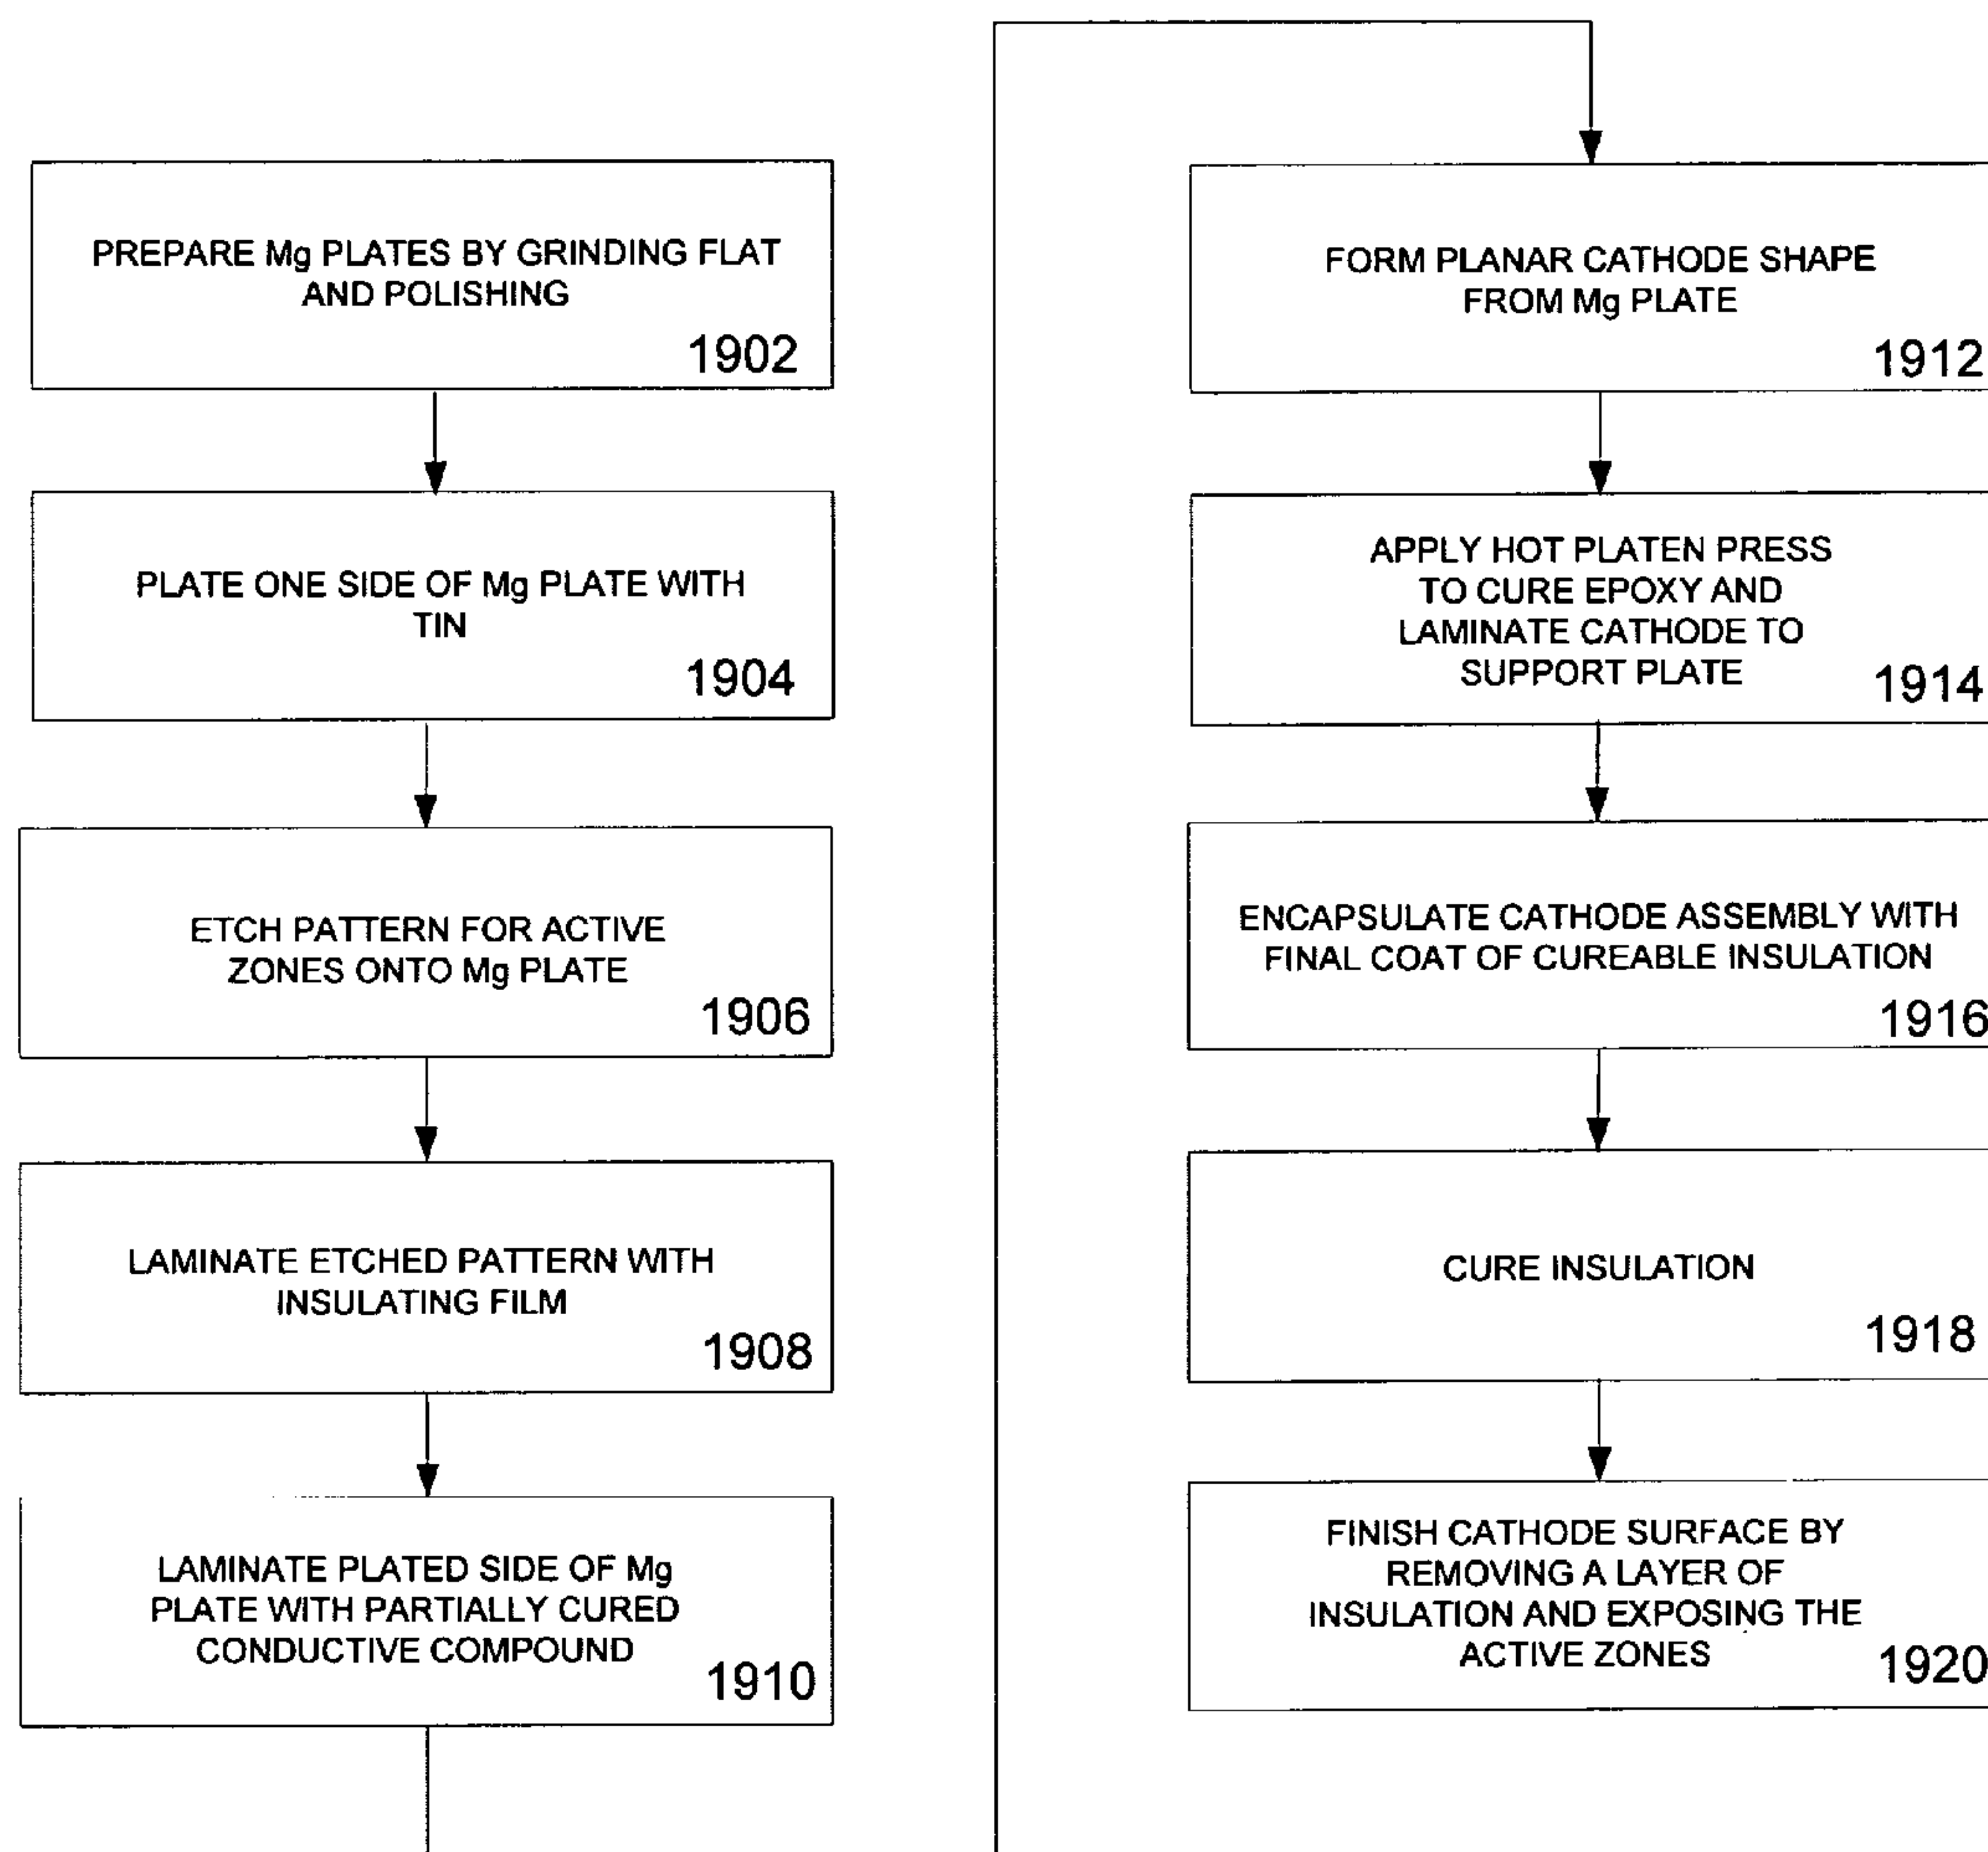 PREPARE Mg PLATES BY GRINDING FLAT
AND POLISHING
1902
PLATE ONE SIDE OF Mg PLATE WITH
TIN
1904
ETCH PATTERN FOR ACTIVE
ZONES ONTO Mg PLATE
1906
LAMINATE ETCHED PATTERN WITH
INSULATING FILM
1908
LAMINATE PLATED SIDE OF Mg
PLATE WITH PARTIALLY CURED
CONDUCTIVE COMPOUND
1910
FORM PLANAR CATHODE SHAPE
FROM Mg PLATE
1912
APPLY HOT PLATEN PRESS
TO CURE EPOXY AND
LAMINATE CATHODE TO
SUPPORT PLATE
1914
ENCAPSULATE CATHODE ASSEMBLY WITH
FINAL COAT OF CUREABLE INSULATION
1916
CURE INSULATION
1918
FINISH CATHODE SURFACE BY
REMOVING A LAYER OF
INSULATION AND EXPOSING THE
ACTIVE ZONES
1920